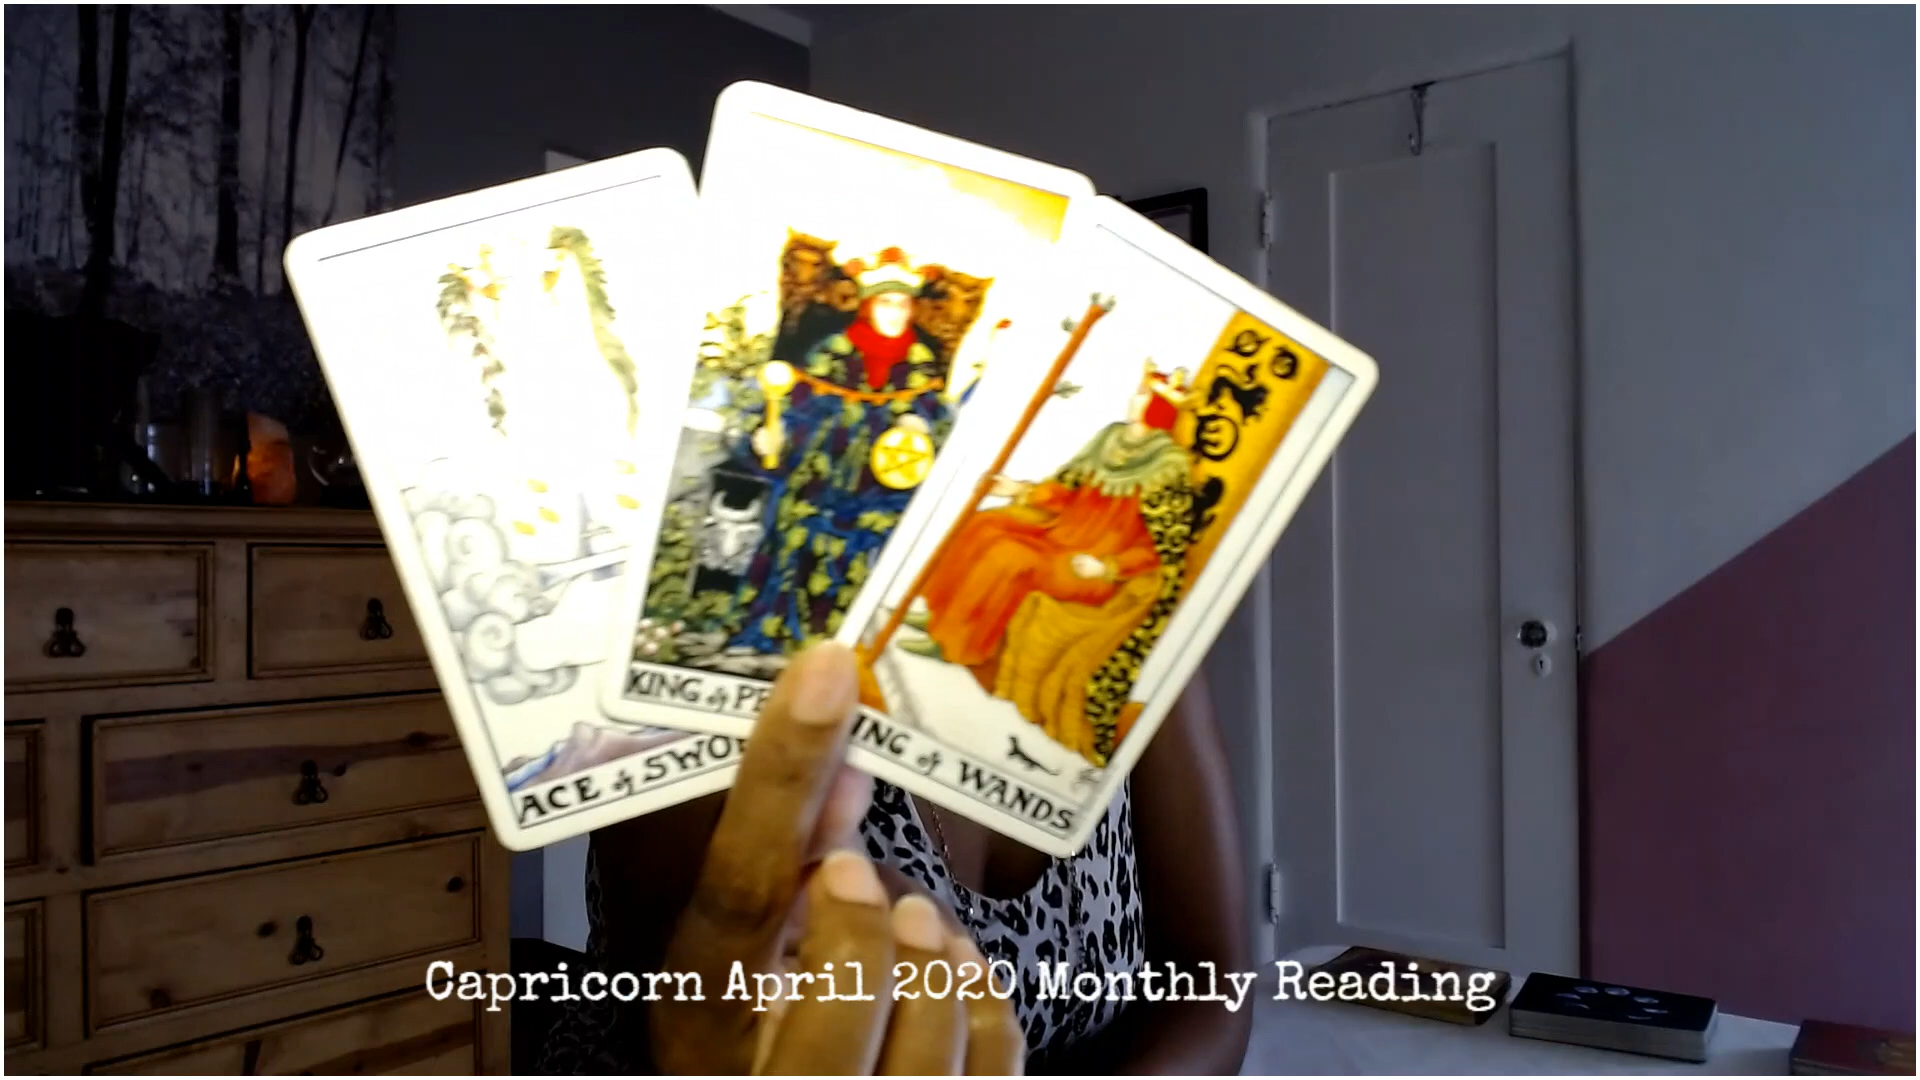 ACE of SWO
KING of PE
ING of WANDS
Capricorn April 2020 Monthly Reading